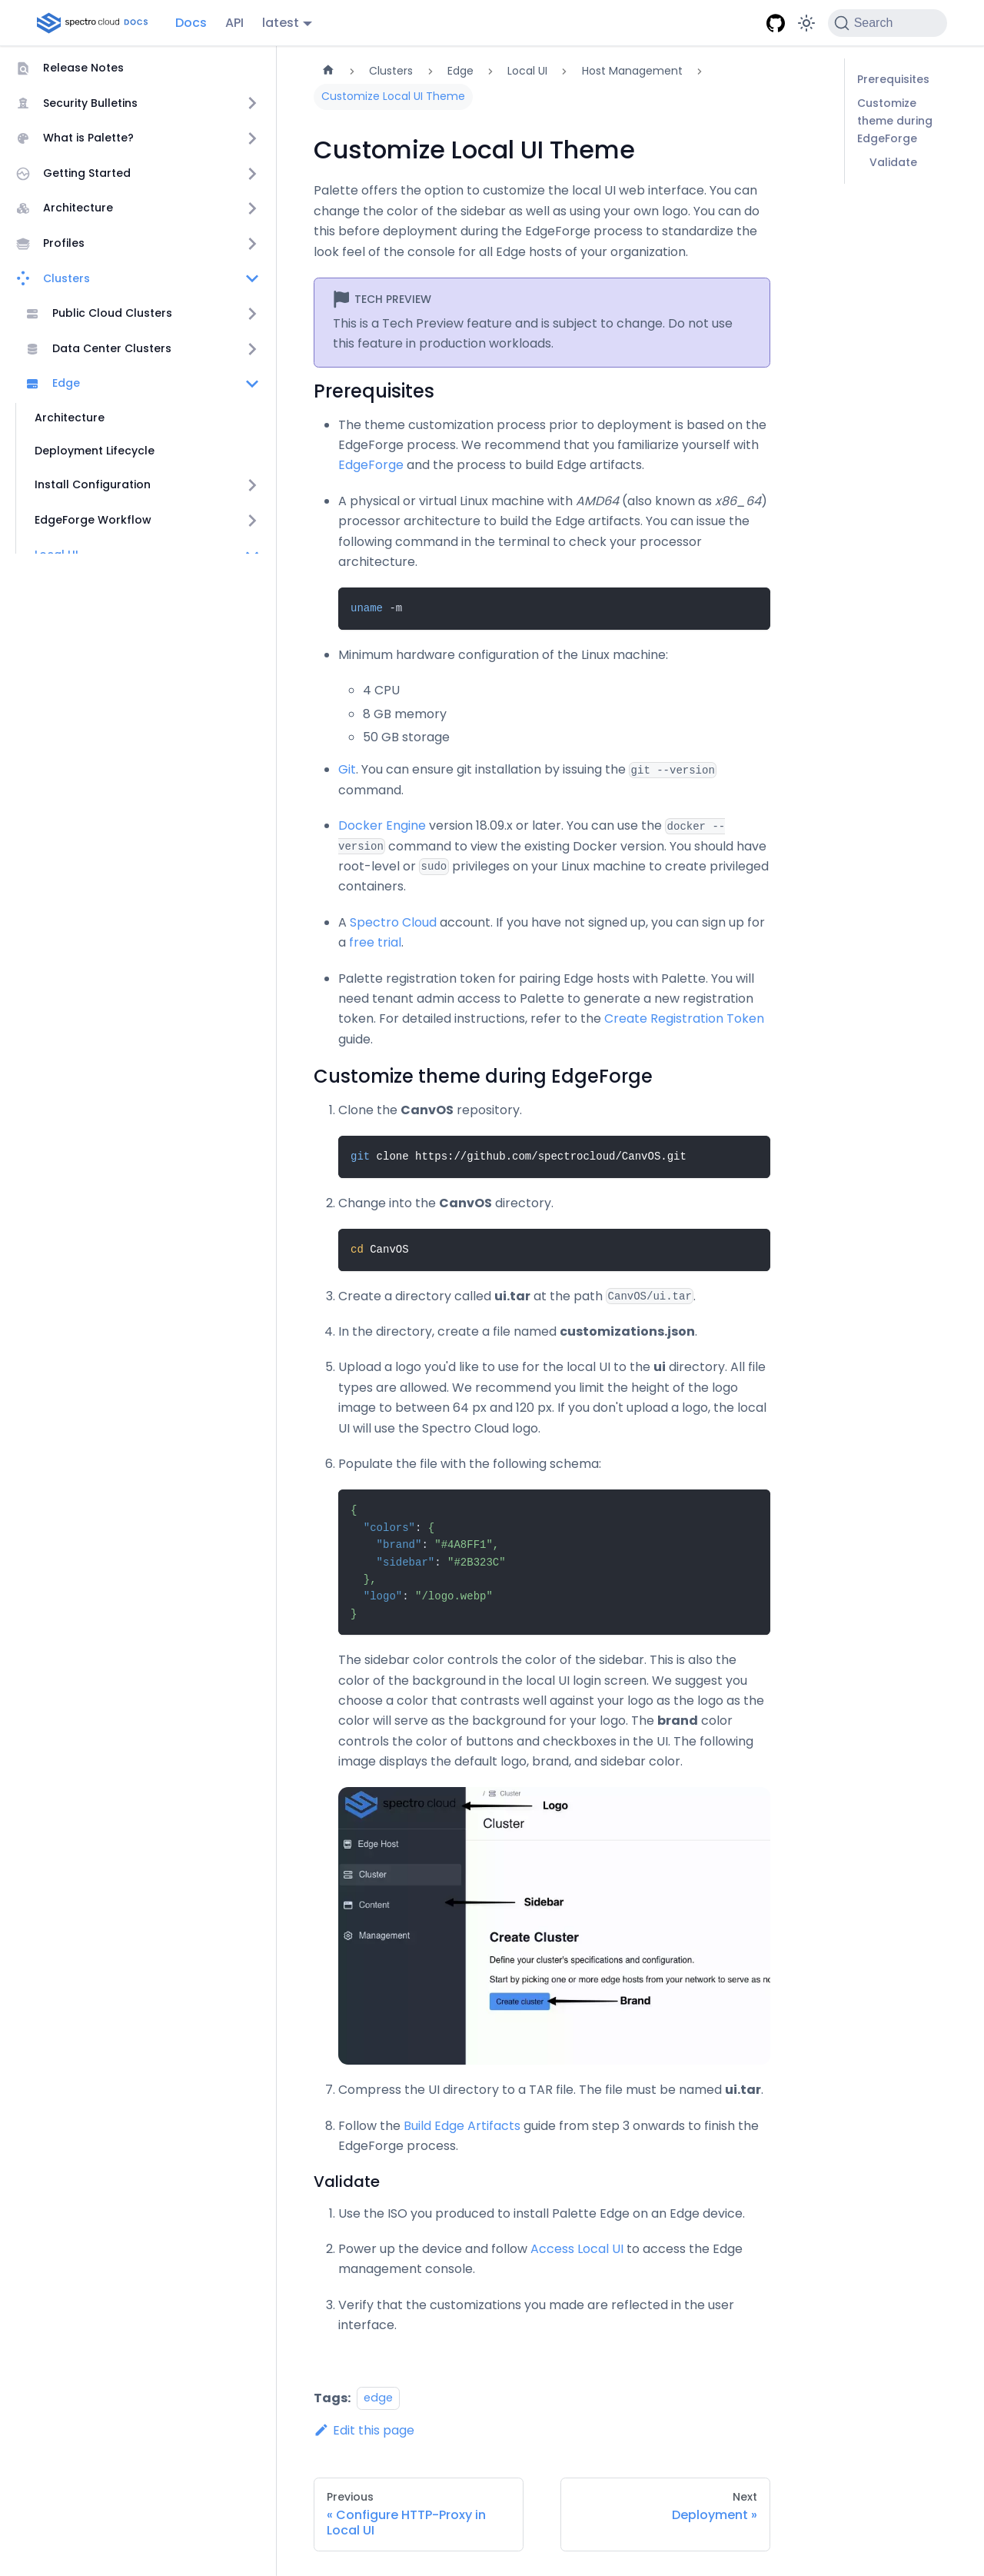 spectro cloud DOCS
Docs
API
latest
Search
Release Notes
Security Bulletins
What is Palette?
Getting Started
Architecture
Profiles
Clusters
Public Cloud Clusters
Data Center Clusters
Edge
Architecture
Deployment Lifecycle
Install Configuration
EdgeForge Workflow
Local UI
Clusters
Edge
Local UI
Host Management
Customize Local UI Theme
Customize Local UI Theme
Palette offers the option to customize the local UI web interface. You can
change the color of the sidebar as well as using your own logo. You can do
this before deployment during the EdgeForge process to standardize the
look feel of the console for all Edge hosts of your organization.
TECH PREVIEW
This is a Tech Preview feature and is subject to change. Do not use
this feature in production workloads.
Prerequisites
The theme customization process prior to deployment is based on the
EdgeForge process. We recommend that you familiarize yourself with
EdgeForge and the process to build Edge artifacts.
A physical or virtual Linux machine with AMD64 (also known as x86_64)
processor architecture to build the Edge artifacts. You can issue the
following command in the terminal to check your processor
architecture.
uname -m
Minimum hardware configuration of the Linux machine:
4 CPU
8 GB memory
50 GB storage
Git. You can ensure git installation by issuing the git --version
command.
Docker Engine version 18.09.x or later. You can use the docker --
version command to view the existing Docker version. You should have
root-level or sudo privileges on your Linux machine to create privileged
containers.
A Spectro Cloud account. If you have not signed up, you can sign up for
a free trial.
Palette registration token for pairing Edge hosts with Palette. You will
need tenant admin access to Palette to generate a new registration
token. For detailed instructions, refer to the Create Registration Token
guide.
Customize theme during EdgeForge
1. Clone the CanvOS repository.
git clone https://github.com/spectrocloud/CanvOS.git
2. Change into the CanvOS directory.
cd CanvOS
3. Create a directory called ui.tar at the path CanvOS/ui.tar.
4. In the directory, create a file named customizations.json.
5. Upload a logo you'd like to use for the local UI to the ui directory. All file
types are allowed. We recommend you limit the height of the logo
image to between 64 px and 120 px. If you don't upload a logo, the local
UI will use the Spectro Cloud logo.
6. Populate the file with the following schema:
{
"colors": {
"brand": "#4A8FF1",
"sidebar": "#2B323C"
},
"logo": "/logo.webp"
}
The sidebar color controls the color of the sidebar. This is also the
color of the background in the local UI login screen. We suggest you
choose a color that contrasts well against your logo as the logo as the
color will serve as the background for your logo. The brand color
controls the color of buttons and checkboxes in the UI. The following
image displays the default logo, brand, and sidebar color.
spectro cloud
/ Cluster
Logo
Cluster
Edge Host
Cluster
Content
Management
Sidebar
Create Cluster
Define your cluster's specifications and configuration.
Start by picking one or more edge hosts from your network to serve as no
Create cluster
Brand
7. Compress the UI directory to a TAR file. The file must be named ui.tar.
8. Follow the Build Edge Artifacts guide from step 3 onwards to finish the
EdgeForge process.
Validate
1. Use the ISO you produced to install Palette Edge on an Edge device.
2. Power up the device and follow Access Local UI to access the Edge
management console.
3. Verify that the customizations you made are reflected in the user
interface.
Tags: edge
Edit this page
Previous
« Configure HTTP-Proxy in
Local UI
Next
Deployment »
Prerequisites
Customize
theme during
EdgeForge
Validate